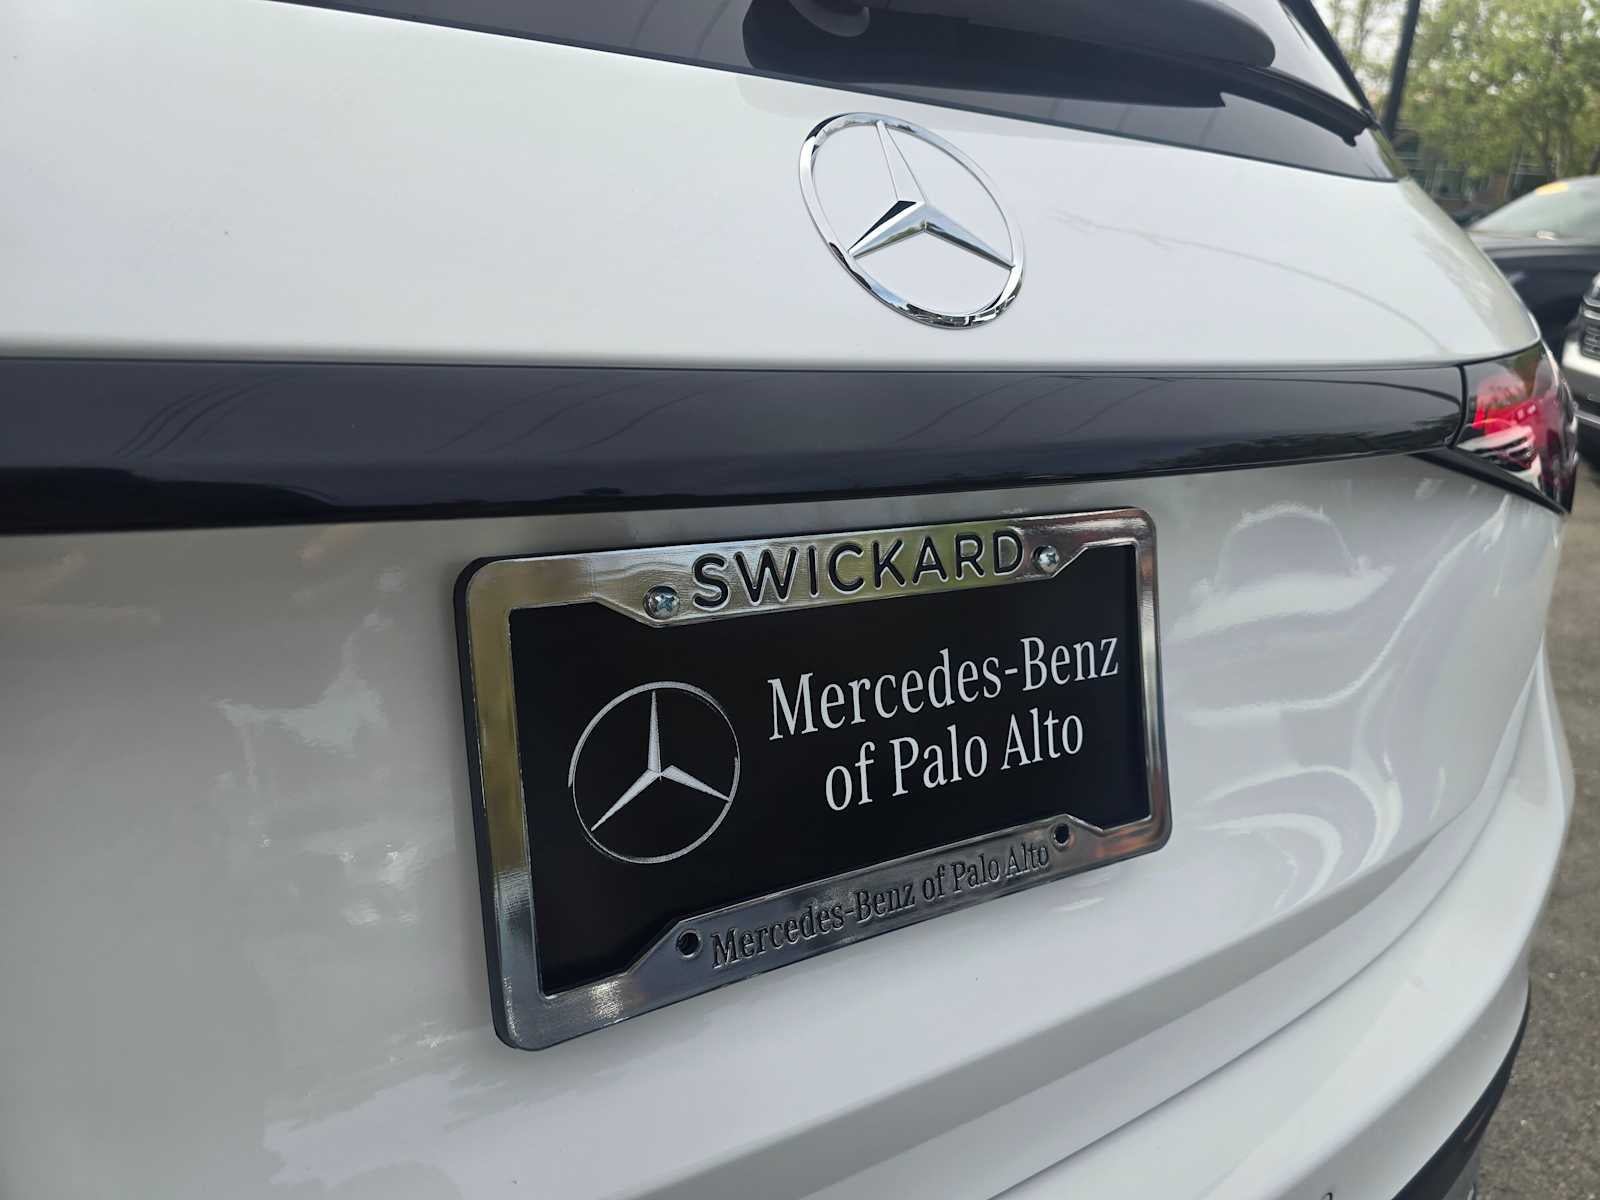 SWICKARD
Mercedes-Benz
of Palo Alto
Mercedes-Benz of Palo Alto